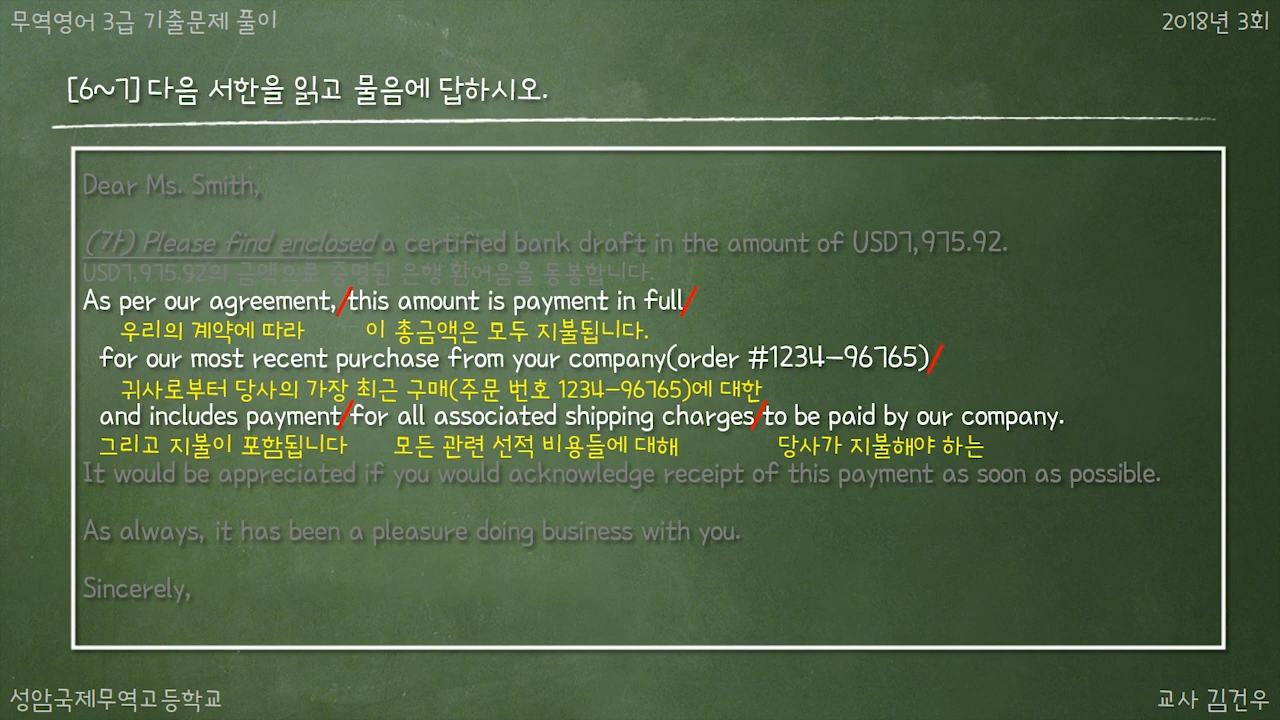 무역영어 3급 기출문제 풀이
2018년 3회
[6~7] 다음 서한을 읽고 물음에 답하시오.
Dear Ms. Smith,
(가) Please find enclosed a certified bank draft in the amount of USD7,975.92.
USD7,975.92의 금액으로 증명된 은행 환어음을 동봉합니다.
As per our agreement,/this amount is payment in full/
우리의 계약에 따라 이 총금액은 모두 지불됩니다.
for our most recent purchase from your company(order #1234-96765)/
귀사로부터 당사의 가장 최근 구매(주문 번호 1234-96765)에 대한
and includes payment/for all associated shipping charges/to be paid by our company.
그리고 지불이 포함됩니다 모든 관련 선적 비용들에 대해 당사가 지불해야 하는
It would be appreciated if you would acknowledge receipt of this payment as soon as possible.
As always, it has been a pleasure doing business with you.
Sincerely,
성암국제무역고등학교
교사 김건우